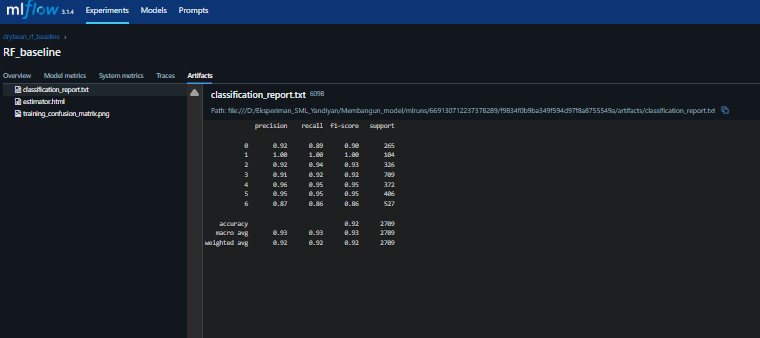 mlflow 3.1.4 Experiments Models Prompts
drybean_rf_baseline ›
RF_baseline
Overview Model metrics System metrics Traces Artifacts
classification_report.txt
estimator.html
training_confusion_matrix.png
classification_report.txt 609B
Path: file:///D:/Eksperimen_SML_Yandiyan/Membangun_model/mlruns/669130712237378289/f9834f0b9ba349f594d97f8a8755549e/artifacts/classification_report.txt
precision recall f1-score support
0 0.92 0.89 0.90 265
1 1.00 1.00 1.00 104
2 0.92 0.94 0.93 326
3 0.91 0.92 0.92 709
4 0.96 0.95 0.95 372
5 0.95 0.95 0.95 406
6 0.87 0.86 0.86 527
accuracy 0.92 2709
macro avg 0.93 0.93 0.93 2709
weighted avg 0.92 0.92 0.92 2709